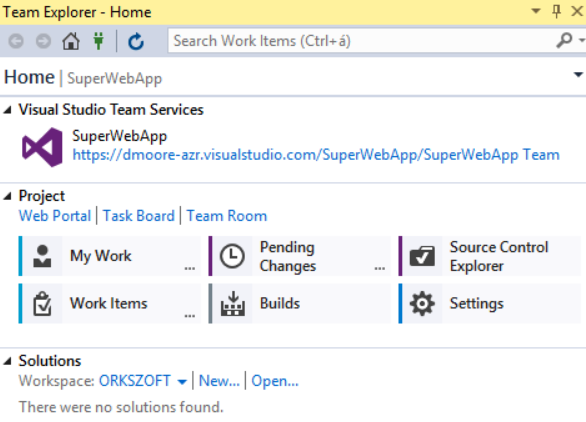 Team Explorer - Home
Search Work Items (Ctrl+á)
Home | SuperWebApp
Visual Studio Team Services
SuperWebApp
https://dmoore-azr.visualstudio.com/SuperWebApp/SuperWebApp Team
Project
Web Portal | Task Board | Team Room
My Work ...
Pending
Changes ...
Source Control
Explorer
Work Items ...
Builds
Settings
Solutions
Workspace: ORKSZOFT | New... | Open...
There were no solutions found.